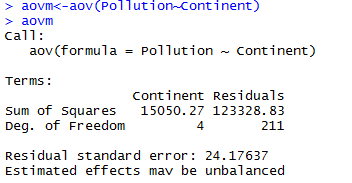 > aovm<-aov(Pollution~Continent)
> aovm
Call:
   aov(formula = Pollution ~ Continent)

Terms:
                Continent Residuals
Sum of Squares   15050.27 123328.83
Deg. of Freedom         4       211

Residual standard error: 24.17637
Estimated effects may be unbalanced